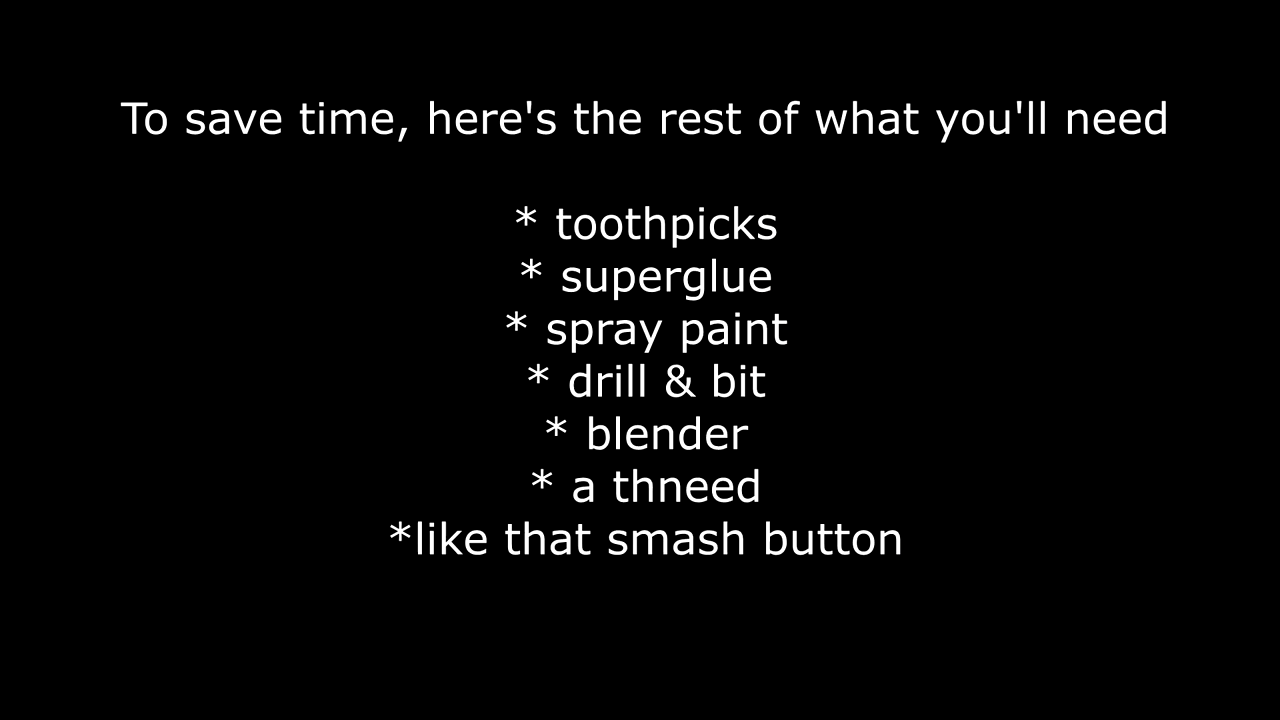 To save time, here's the rest of what you'll need
* toothpicks
* superglue
* spray paint
* drill & bit
* blender
* a thneed
*like that smash button